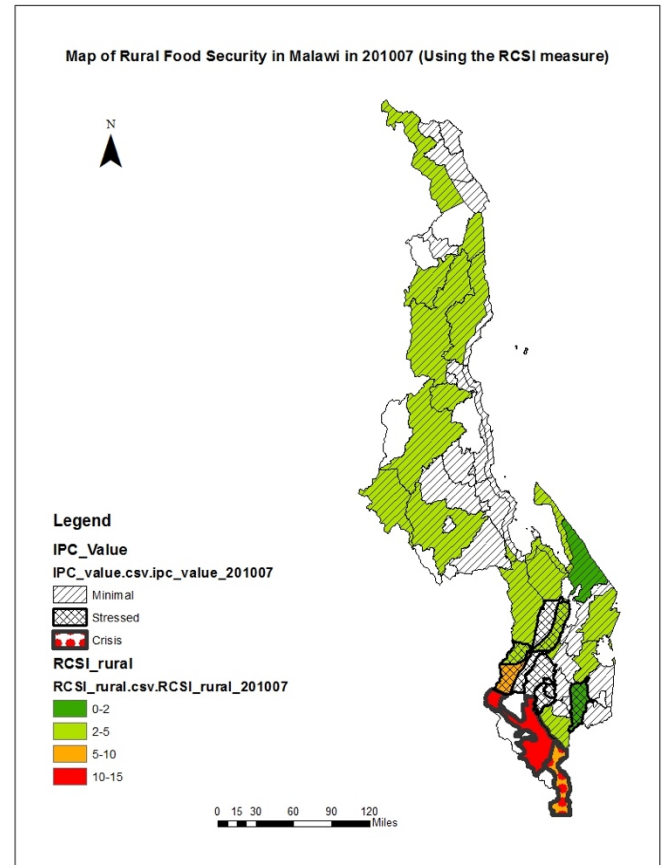 Map of Rural Food Security in Malawi in 201007 (Using the RCSI measure)
N
Legend
IPC_Value
IPC_value.csv.ipc_value_201007
Minimal
Stressed
Crisis
RCSI_rural
RCSI_rural.csv.RCSI_rural_201007
0-2
2-5
5-10
10-15
0 15 30 60 90 120
Miles